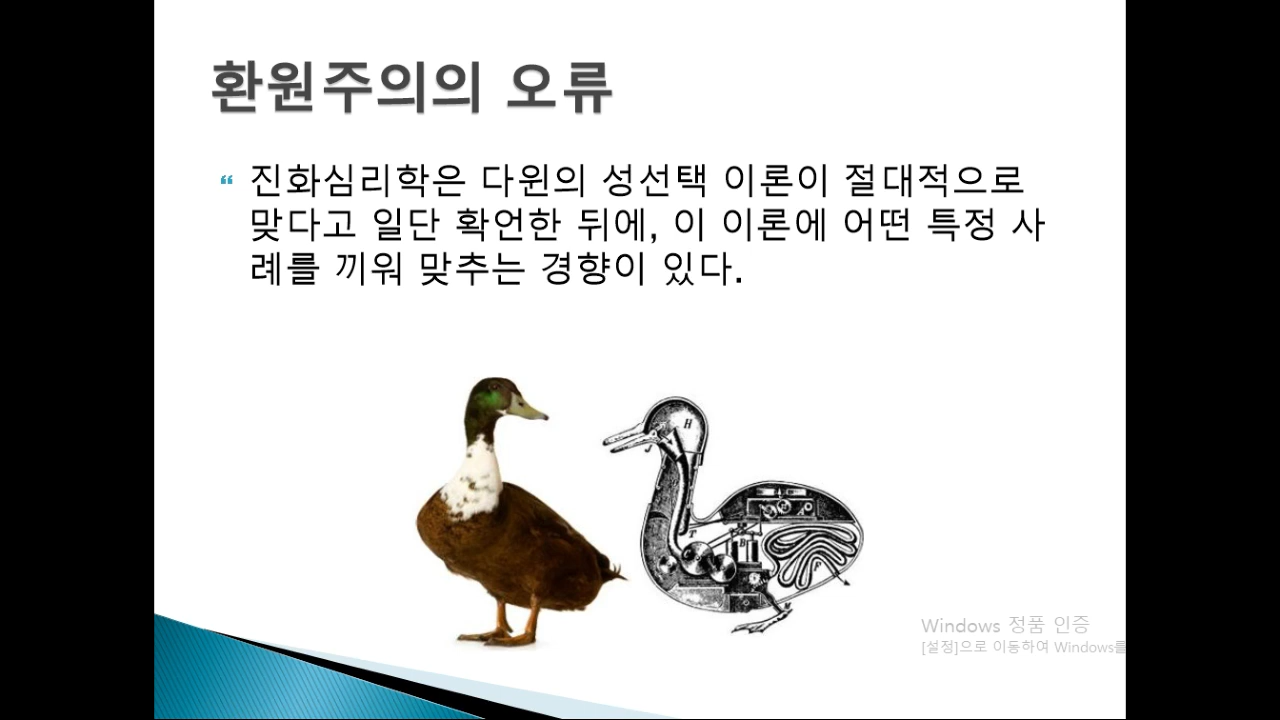 환원주의의 오류
진화심리학은 다윈의 성선택 이론이 절대적으로
맞다고 일단 확언한 뒤에, 이 이론에 어떤 특정 사
례를 끼워 맞추는 경향이 있다.
H
B
F
Windows 정품 인증
[설정]으로 이동하여 Windows를